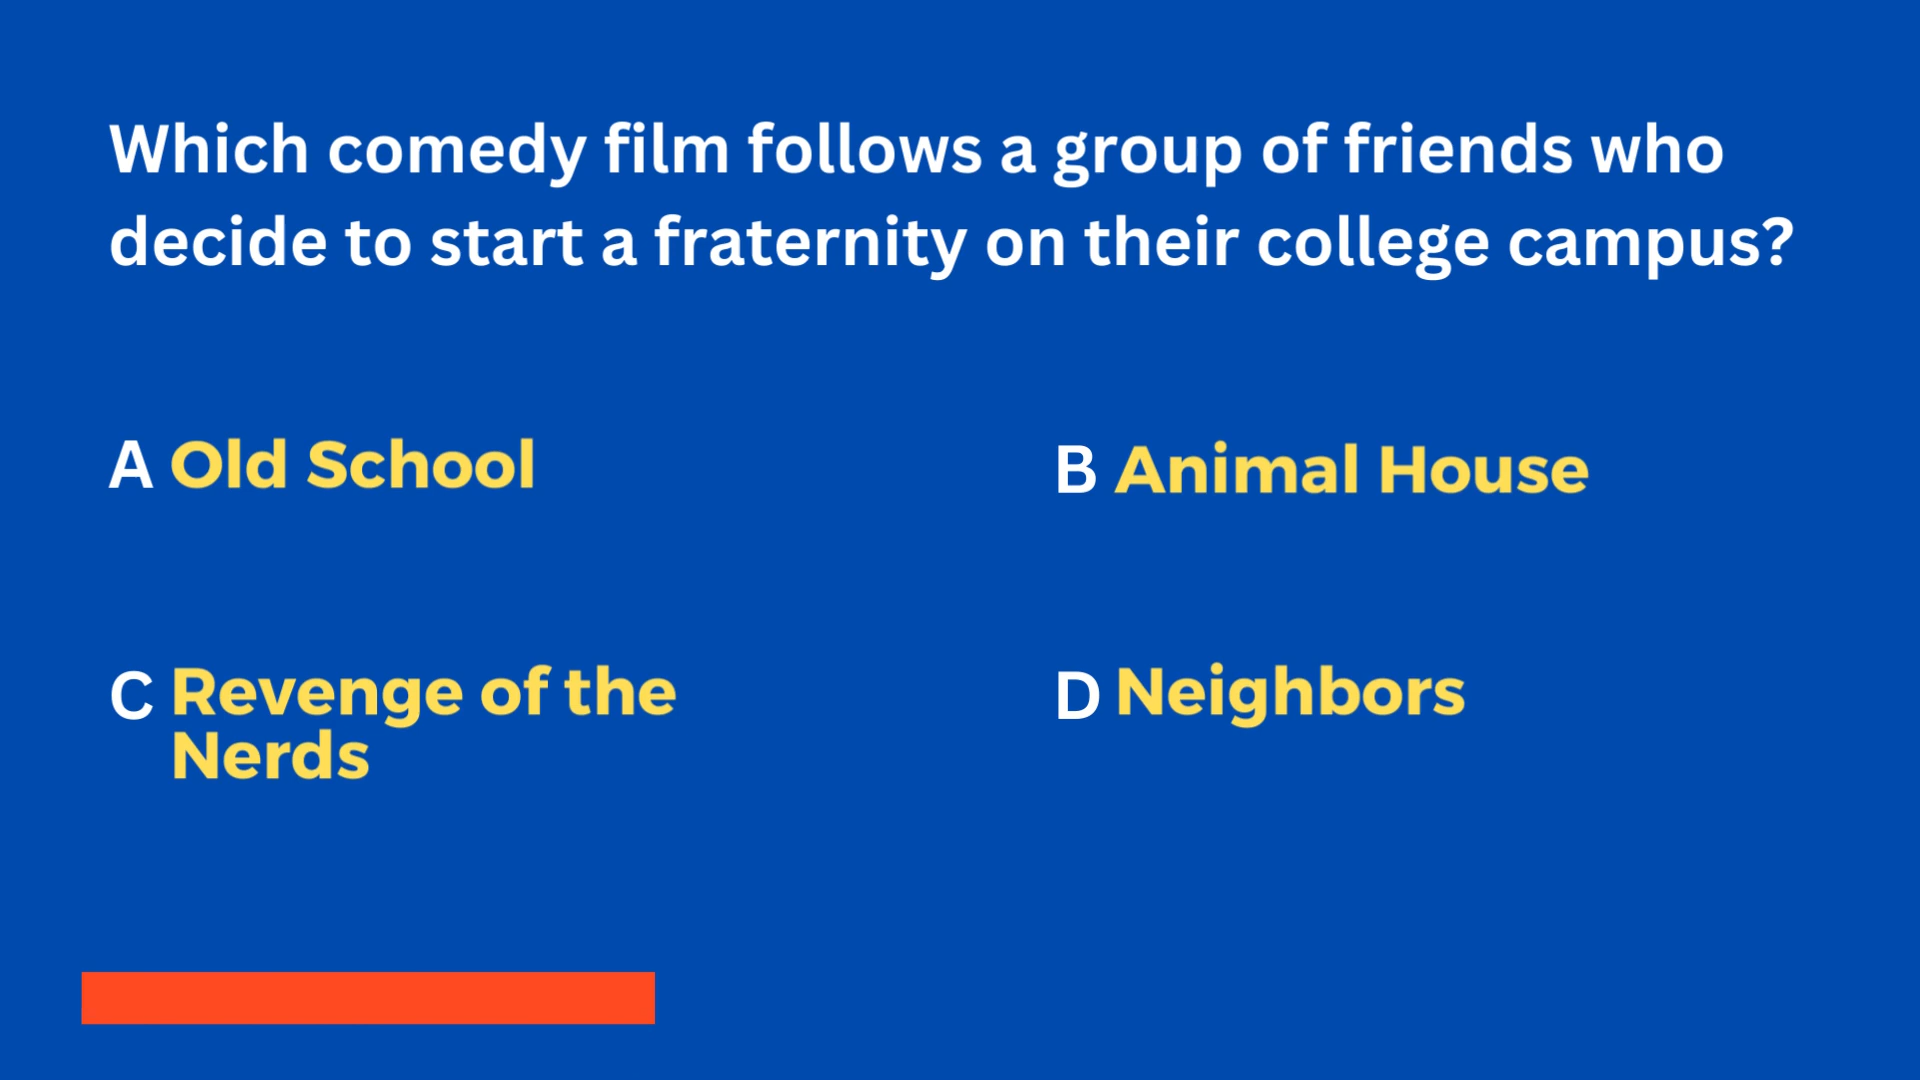 Which comedy film follows a group of friends who
decide to start a fraternity on their college campus?
A Old School
B Animal House
C Revenge of the
Nerds
D Neighbors